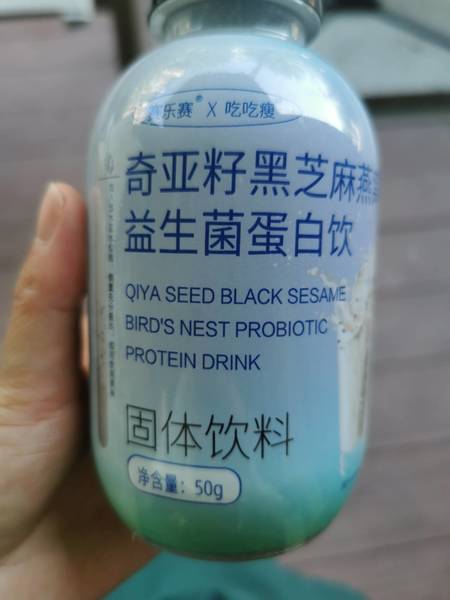 赛乐赛® X 吃吃瘦
奇亚籽黑芝麻燕
益生菌蛋白饮
QIYA SEED BLACK SESAME
BIRD'S NEST PROBIOTIC
PROTEIN DRINK
固体饮料
净含量：50g